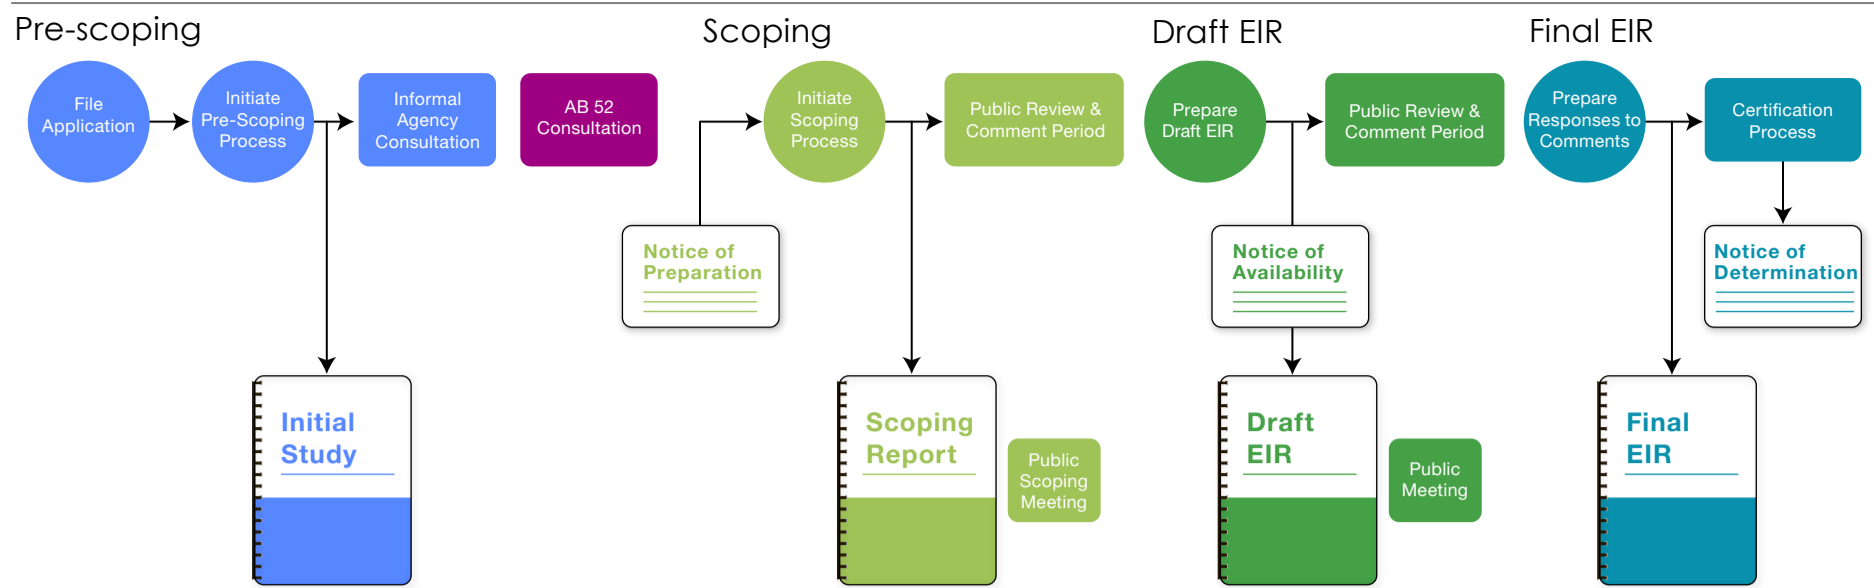 Pre-scoping
File
Application
Initiate
Pre-Scoping
Process
Informal
Agency
Consultation
AB 52
Consultation
Initial
Study
Scoping
Initiate
Scoping
Process
Public Review &
Comment Period
Notice of
Preparation
Scoping
Report
Public
Scoping
Meeting
Draft EIR
Prepare
Draft EIR
Public Review &
Comment Period
Notice of
Availability
Draft
EIR
Public
Meeting
Final EIR
Prepare
Responses to
Comments
Certification
Process
Notice of
Determination
Final
EIR